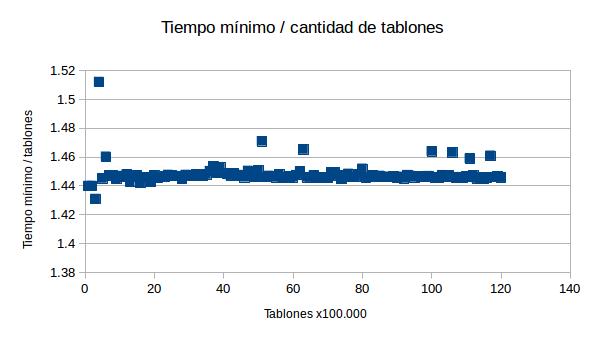 Tiempo mínimo / cantidad de tablones
Tiempo mínimo / tablones
1.52
1.5
1.48
1.46
1.44
1.42
1.4
1.38
0 20 40 60 80 100 120 140
Tablones x100.000